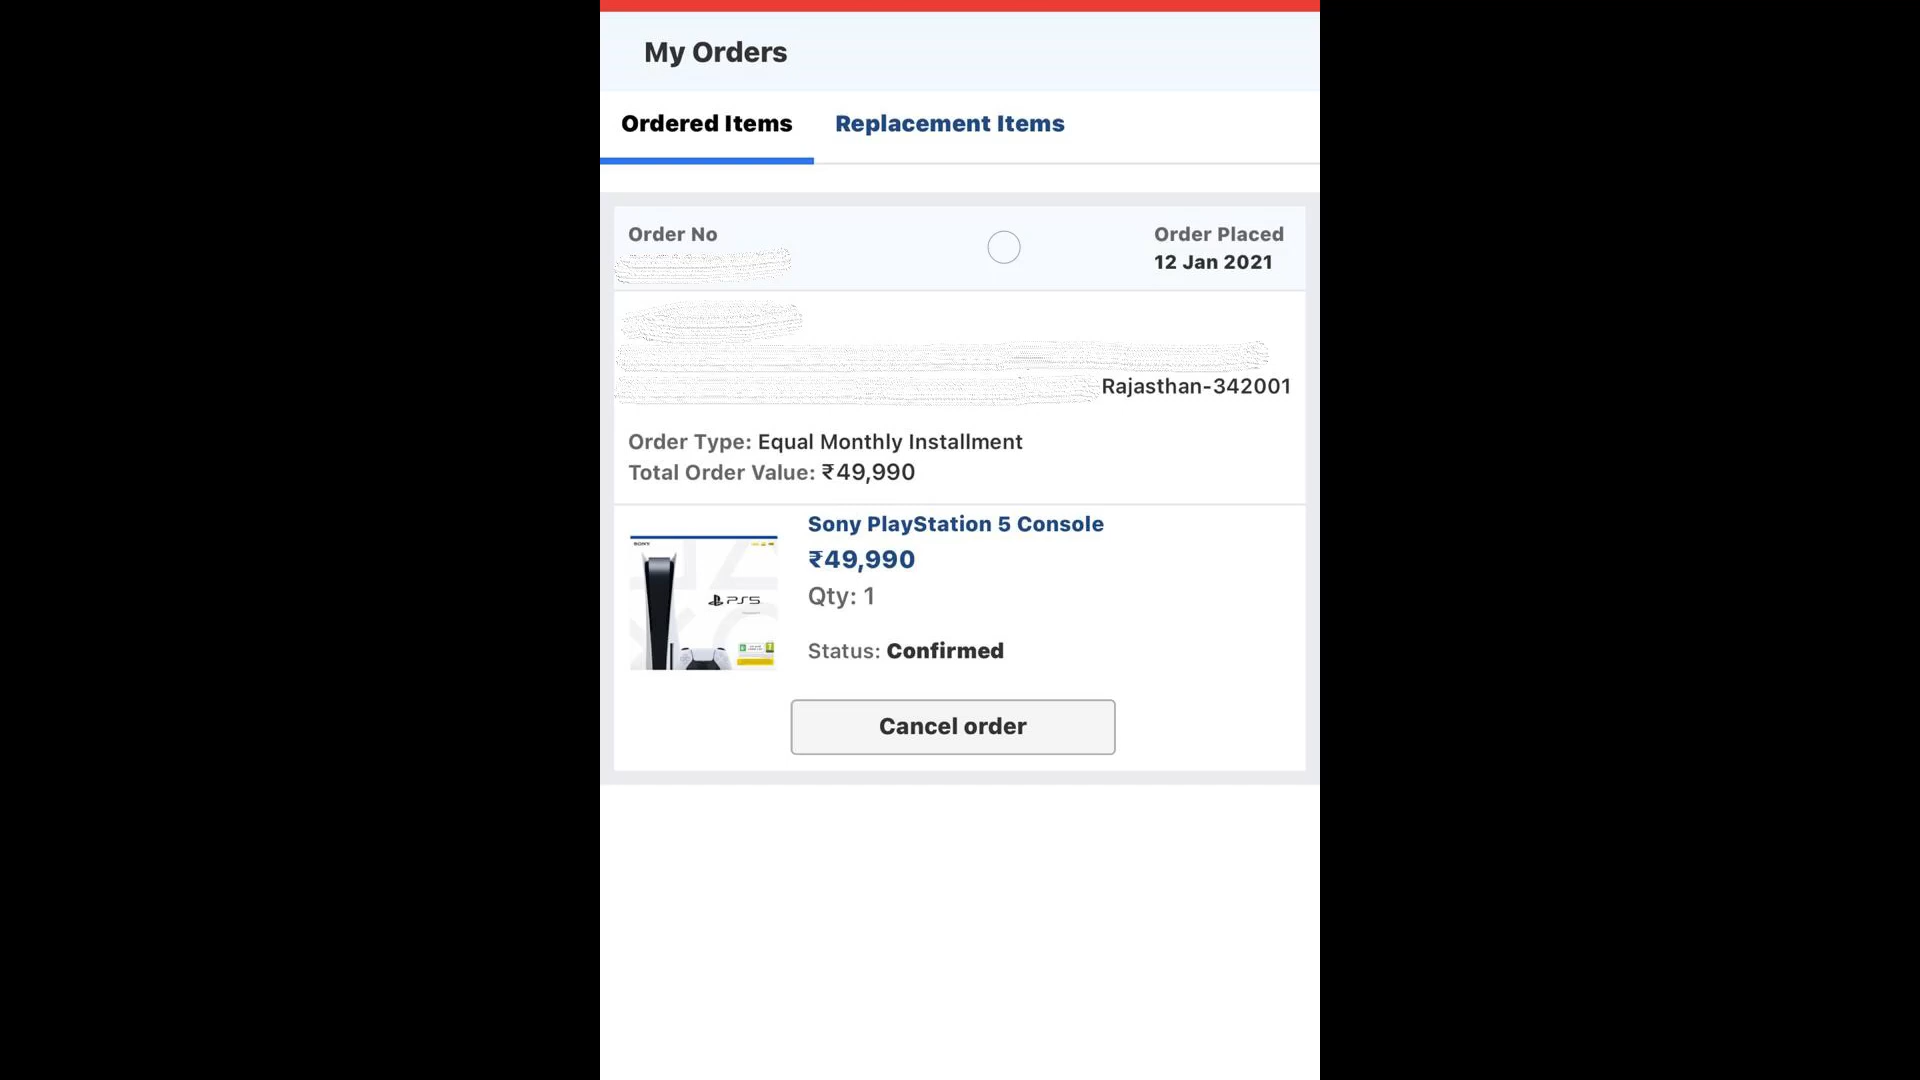 My Orders
Ordered Items Replacement Items
Order No Order Placed
12 Jan 2021
Rajasthan-342001
Order Type: Equal Monthly Installment
Total Order Value: ₹49,990
Sony PlayStation 5 Console
₹49,990
Qty: 1
Status: Confirmed
SONY
PS5
Cancel order